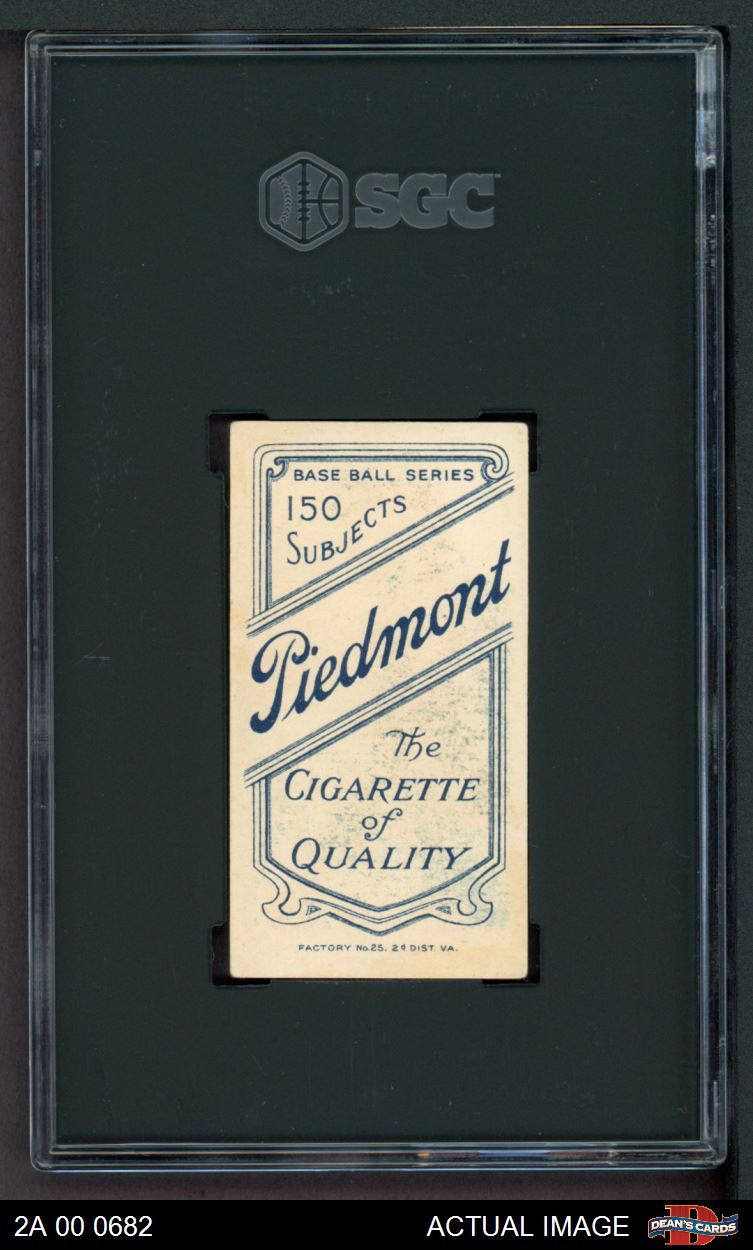 SGC
BASE BALL SERIES
150
SUBJECTS
Piedmont
The
CIGARETTE
of
QUALITY
FACTORY No. 25. 2d DIST. VA.
2A 00 0682
ACTUAL IMAGE
DEAN'S CARDS